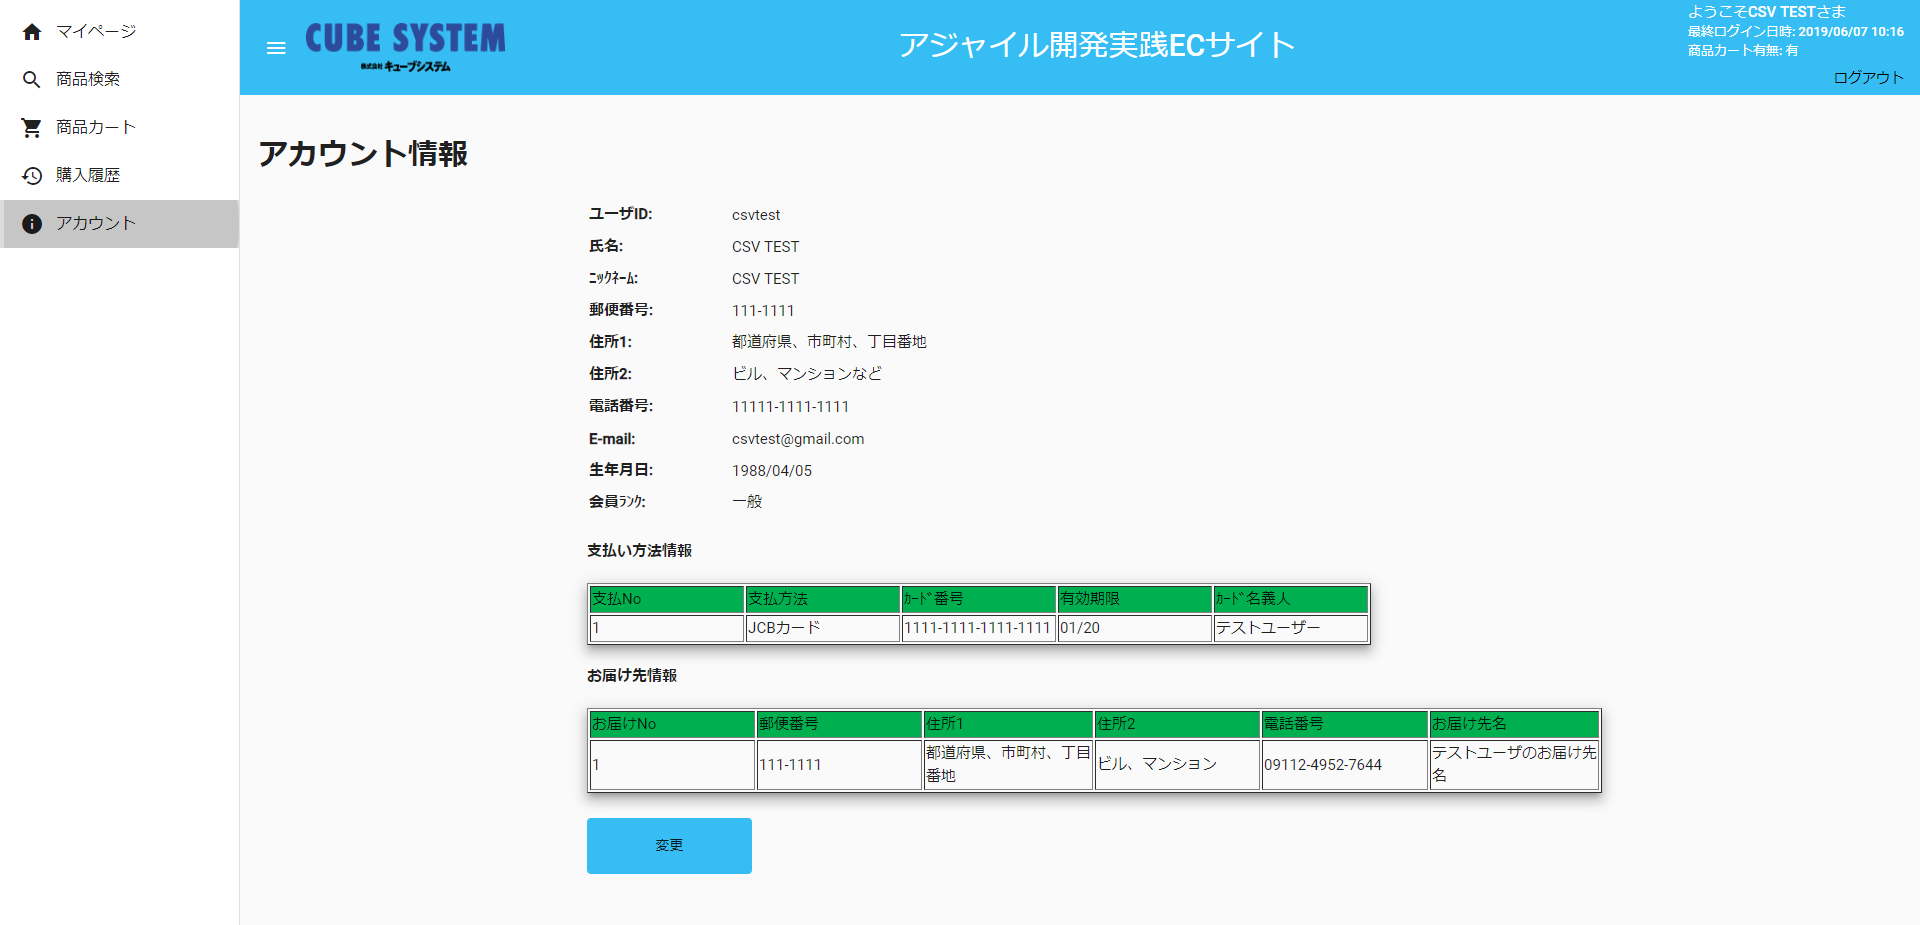 マイページ
商品検索
商品カート
購入履歴
アカウント
CUBE SYSTEM
株式会社 キューブシステム
アジャイル開発実践ECサイト
ようこそCSV TESTさま
最終ログイン日時: 2019/06/07 10:16
商品カート有無: 有
ログアウト
アカウント情報
ユーザID: csvtest
氏名: CSV TEST
ﾆｯｸﾈｰﾑ: CSV TEST
郵便番号: 111-1111
住所1: 都道府県、市町村、丁目番地
住所2: ビル、マンションなど
電話番号: 11111-1111-1111
E-mail: csvtest@gmail.com
生年月日: 1988/04/05
会員ﾗﾝｸ: 一般
支払い方法情報
支払No 支払方法 ｶｰﾄﾞ番号 有効期限 ｶｰﾄﾞ名義人
1 JCBカード 1111-1111-1111-1111 01/20 テストユーザー
お届け先情報
お届けNo 郵便番号 住所1 住所2 電話番号 お届け先名
1 111-1111 都道府県、市町村、丁目番地 ビル、マンション 09112-4952-7644 テストユーザのお届け先名
変更